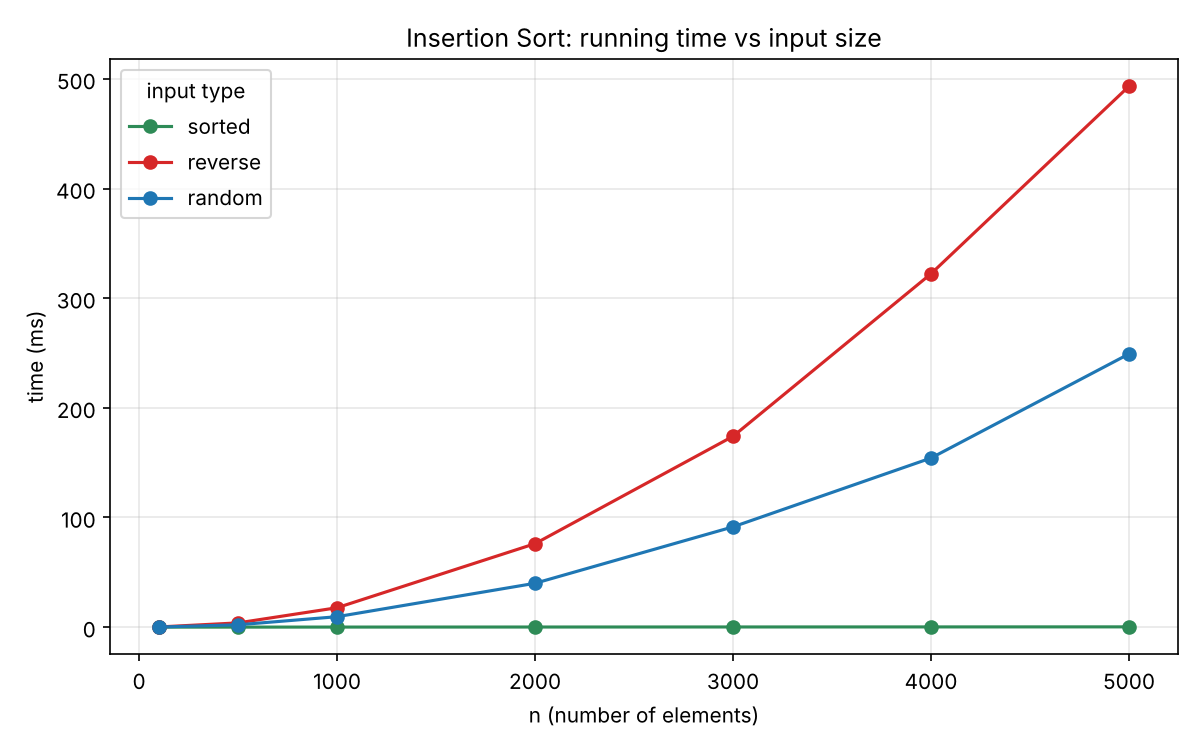 Insertion Sort: running time vs input size
input type
sorted
reverse
random
500
400
300
200
100
0
time (ms)
0 1000 2000 3000 4000 5000
n (number of elements)